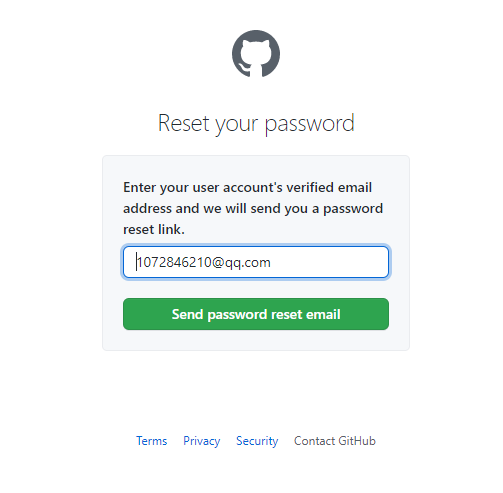 Reset your password
Enter your user account's verified email
address and we will send you a password
reset link.
1072846210@qq.com
Send password reset email
Terms Privacy Security Contact GitHub